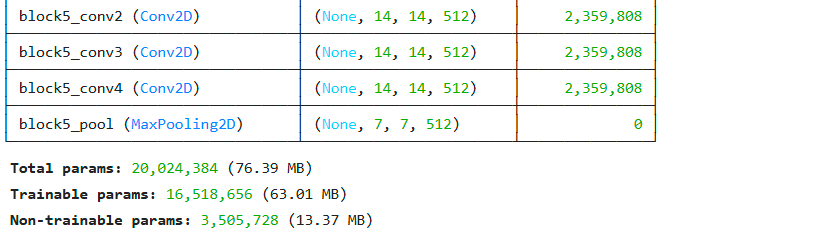 block5_conv2 (Conv2D) (None, 14, 14, 512) 2,359,808
block5_conv3 (Conv2D) (None, 14, 14, 512) 2,359,808
block5_conv4 (Conv2D) (None, 14, 14, 512) 2,359,808
block5_pool (MaxPooling2D) (None, 7, 7, 512) 0
Total params: 20,024,384 (76.39 MB)
Trainable params: 16,518,656 (63.01 MB)
Non-trainable params: 3,505,728 (13.37 MB)